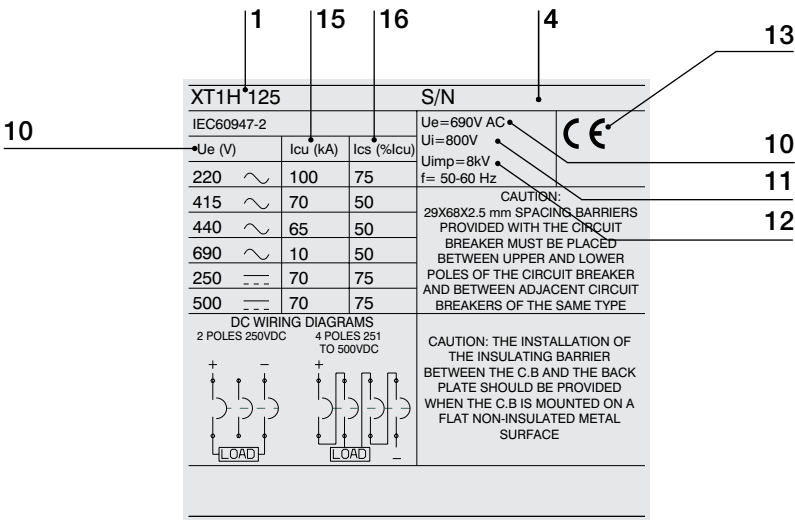 1 15 16 4
13
XT1H 125 S/N
10
IEC60947-2
Ue=690V AC
Ui=800V
Uimp=8kV
f= 50-60 Hz
CE
10
11
12
Ue (V) Icu (kA) Ics (%Icu)
220 100 75
415 70 50
440 65 50
690 10 50
250 70 75
500 70 75
CAUTION:
29X68X2.5 mm SPACING BARRIERS
PROVIDED WITH THE CIRCUIT
BREAKER MUST BE PLACED
BETWEEN UPPER AND LOWER
POLES OF THE CIRCUIT BREAKER
AND BETWEEN ADJACENT CIRCUIT
BREAKERS OF THE SAME TYPE
DC WIRING DIAGRAMS
2 POLES 250VDC
4 POLES 251
TO 500VDC
+ −
LOAD
+
LOAD
−
CAUTION: THE INSTALLATION OF
THE INSULATING BARRIER
BETWEEN THE C.B AND THE BACK
PLATE SHOULD BE PROVIDED
WHEN THE C.B IS MOUNTED ON A
FLAT NON-INSULATED METAL
SURFACE